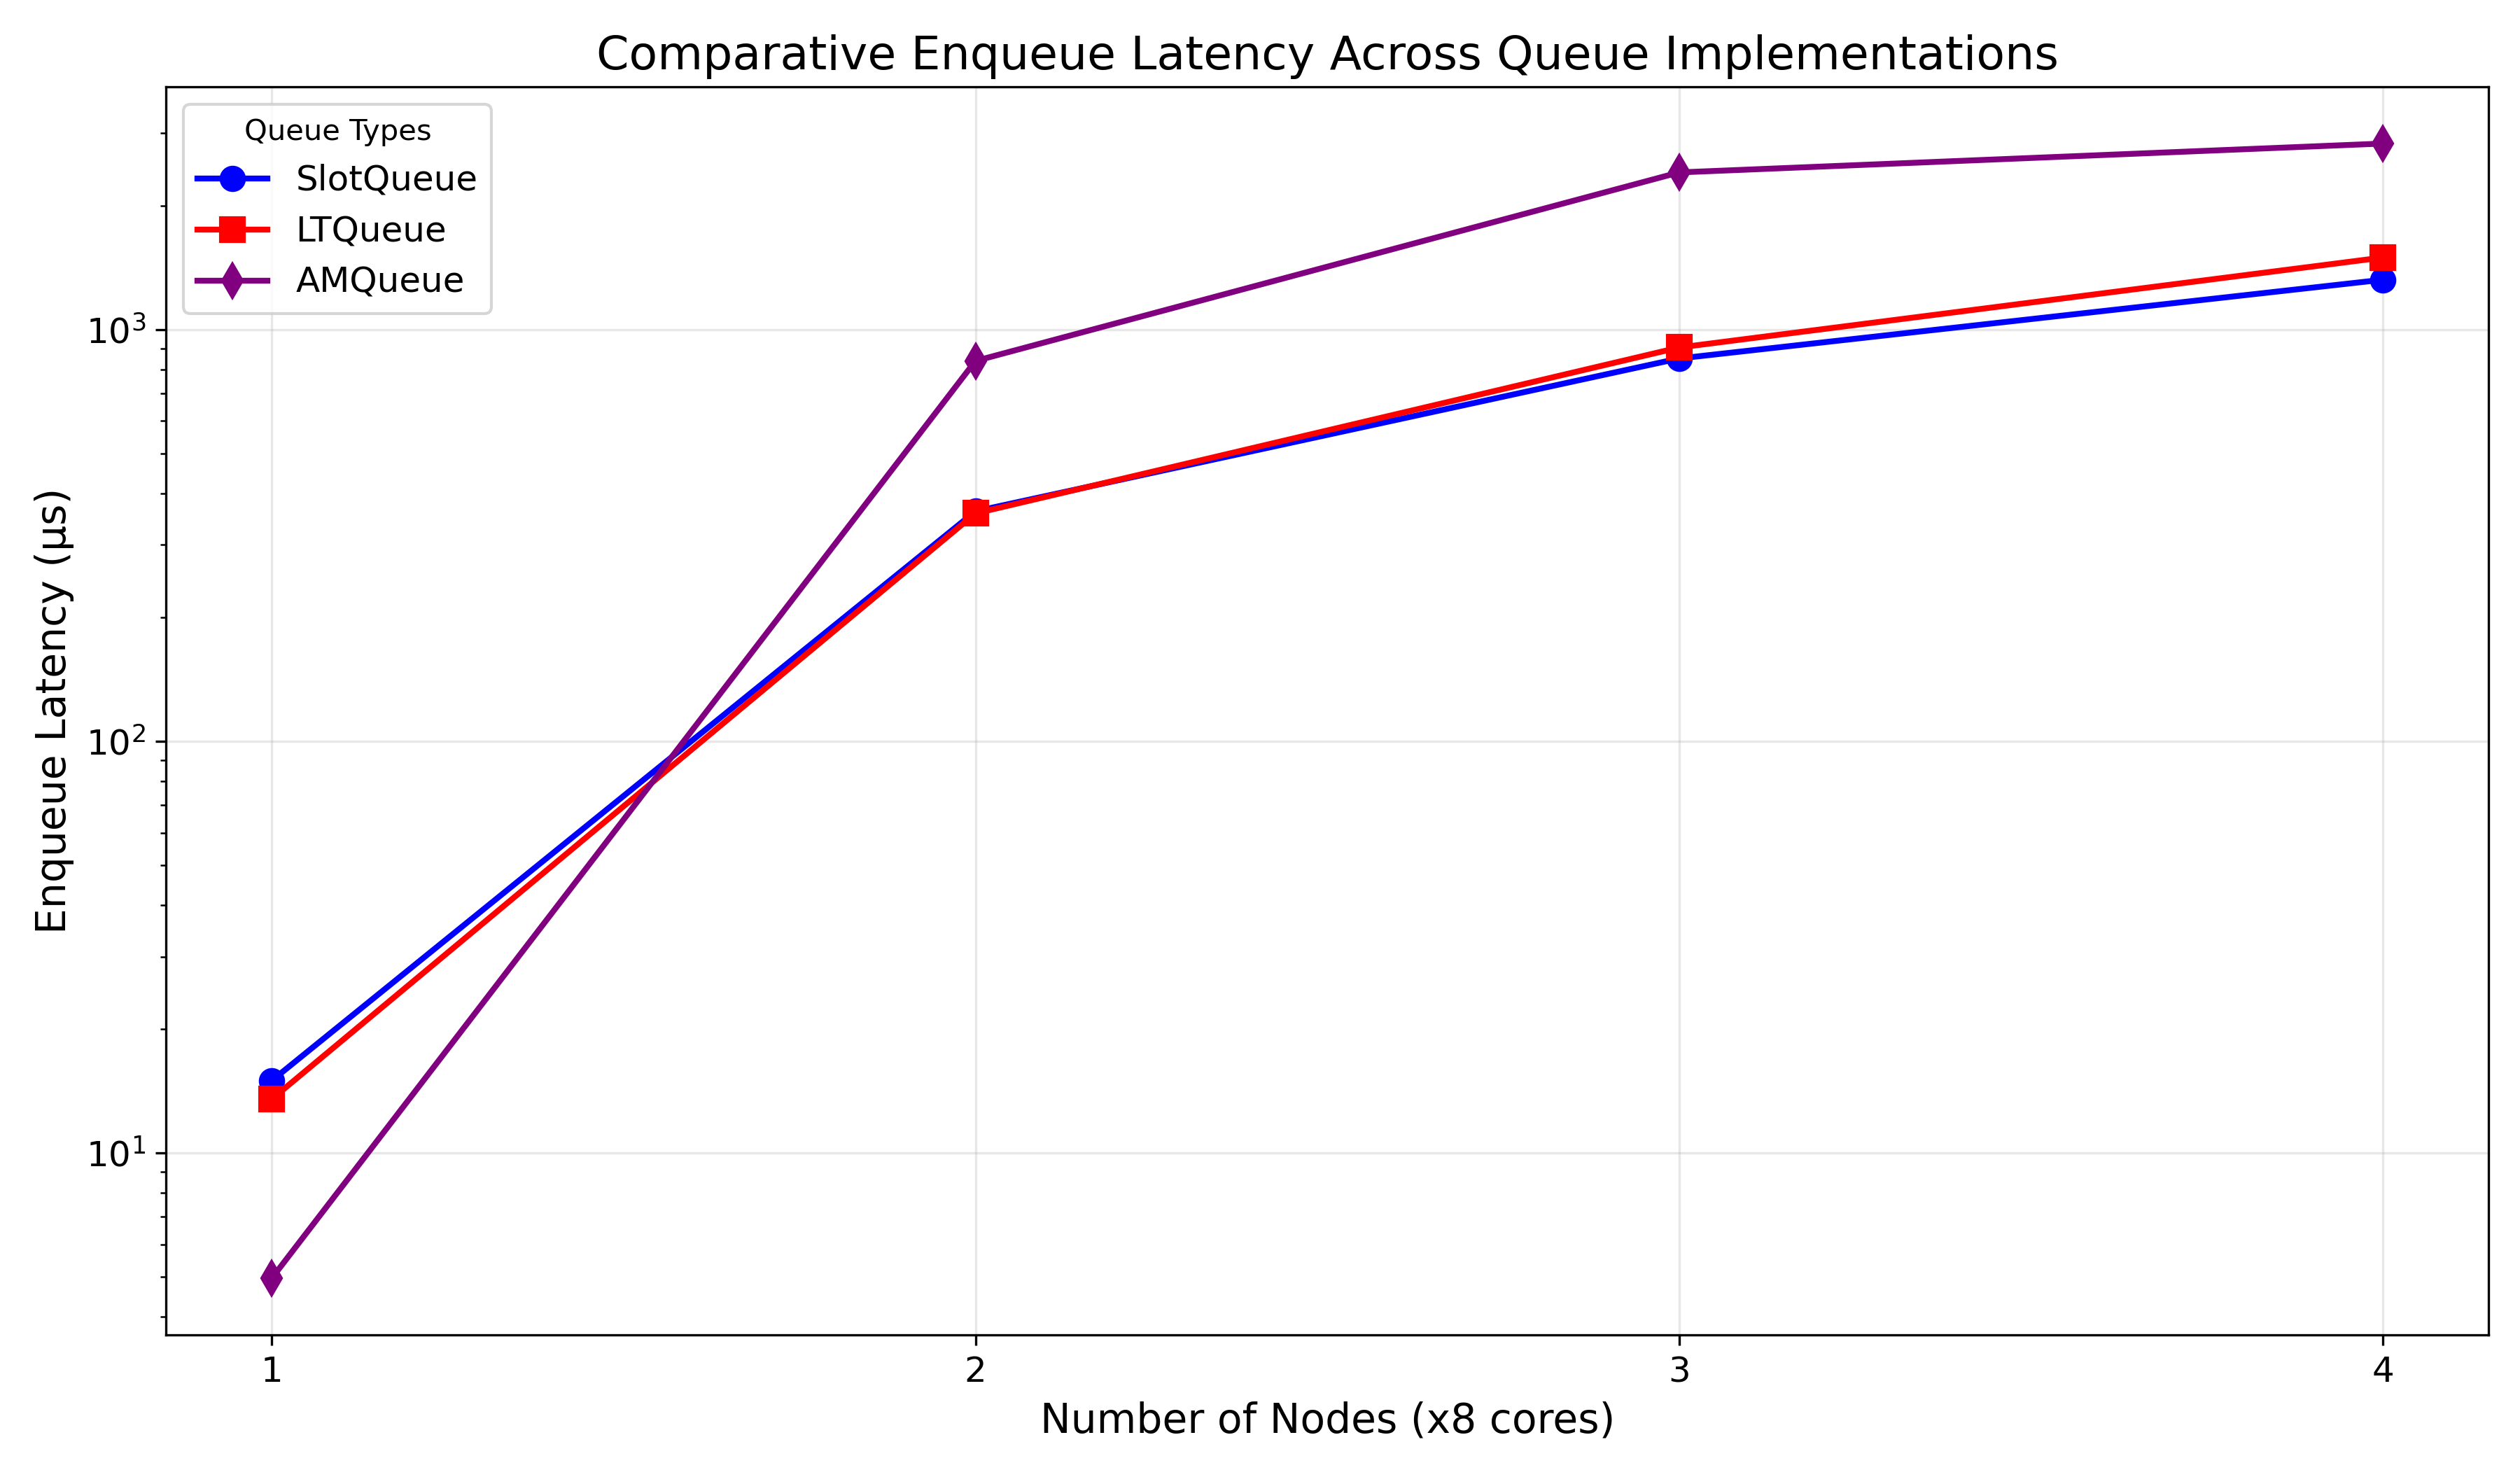 Comparative Enqueue Latency Across Queue Implementations
Queue Types
SlotQueue
LTQueue
AMQueue
Enqueue Latency (µs)
10³
10²
10¹
1 2 3 4
Number of Nodes (x8 cores)